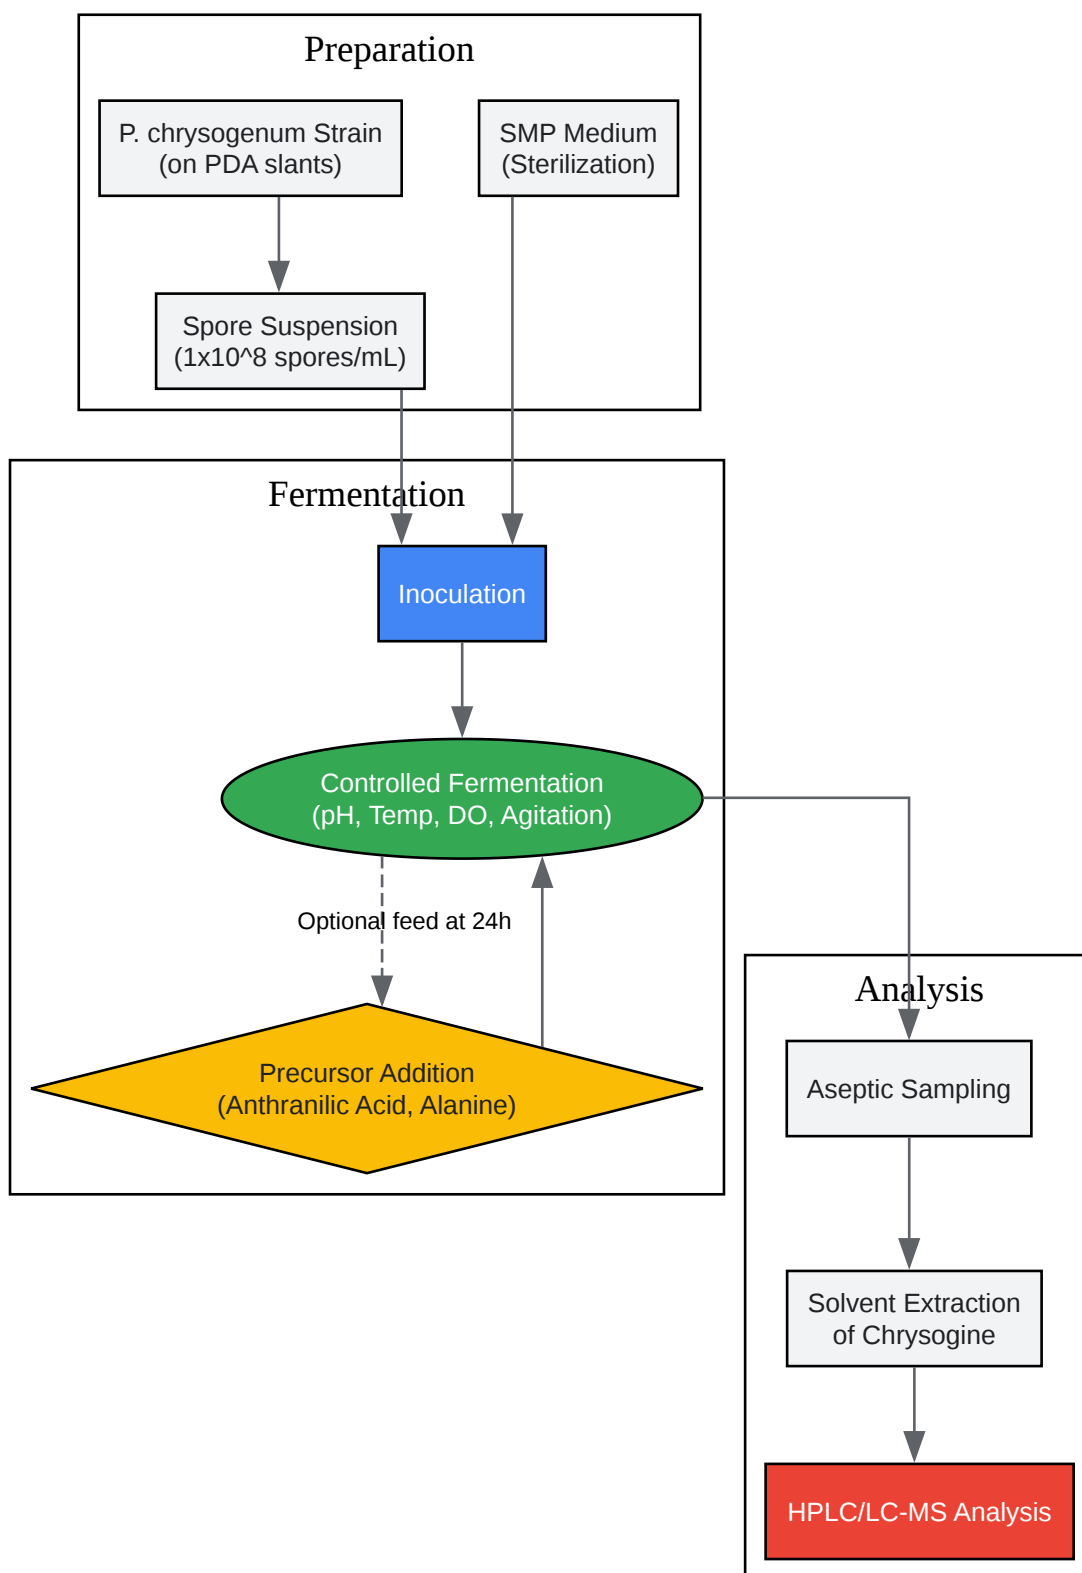 Preparation
P. chrysogenum Strain
(on PDA slants)
SMP Medium
(Sterilization)
Spore Suspension
(1x10^8 spores/mL)
Fermentation
Inoculation
Controlled Fermentation
(pH, Temp, DO, Agitation)
Optional feed at 24h
Precursor Addition
(Anthranilic Acid, Alanine)
Analysis
Aseptic Sampling
Solvent Extraction
of Chrysogine
HPLC/LC-MS Analysis